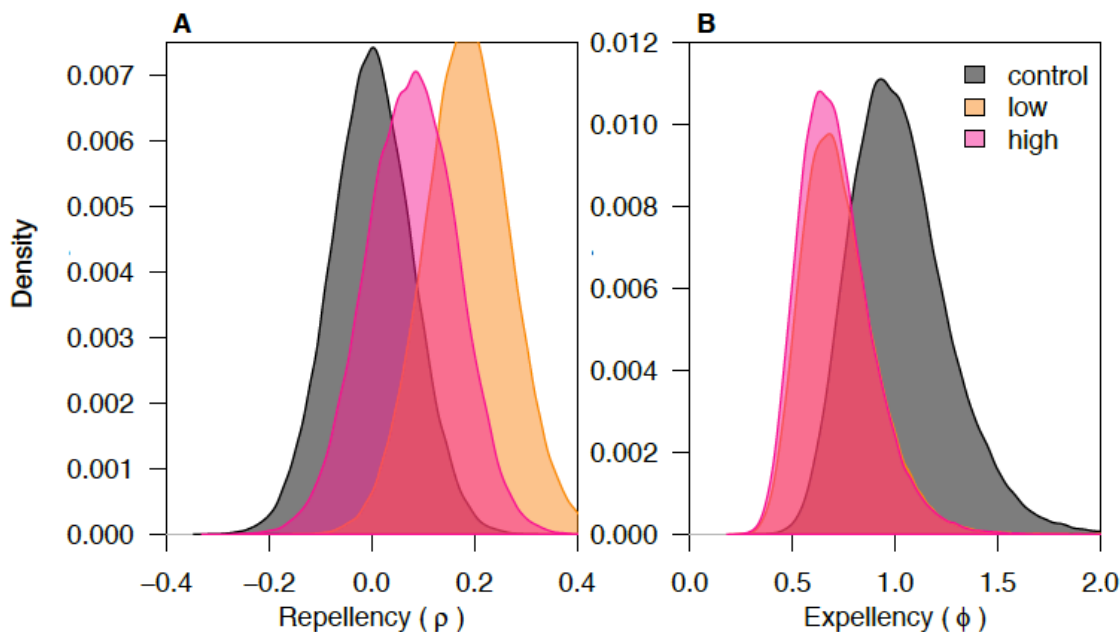 A
B
Density
0.007
0.006
0.005
0.004
0.003
0.002
0.001
0.000
−0.4 −0.2 0.0 0.2 0.4
Repellency ( ρ )
0.012
0.010
0.008
0.006
0.004
0.002
0.000
0.0 0.5 1.0 1.5 2.0
Expellency ( ϕ )
control
low
high